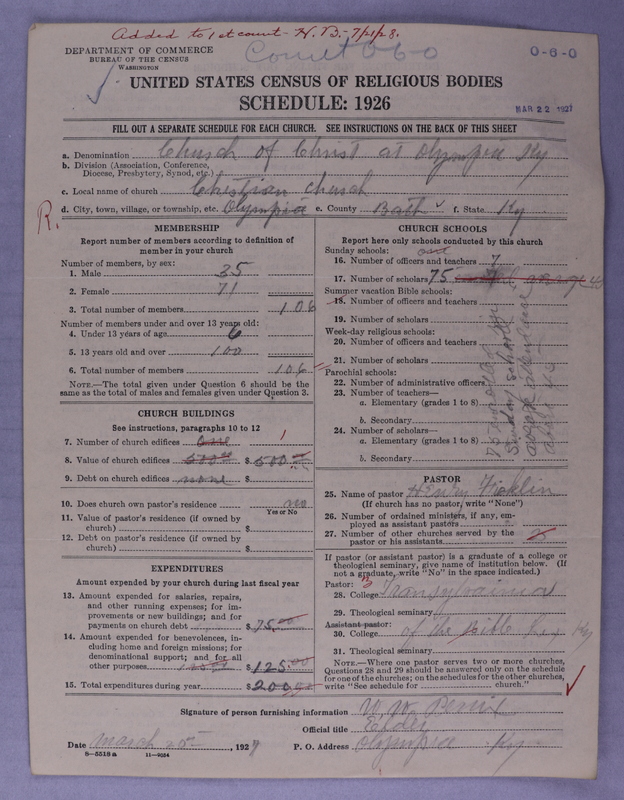 Added to 1st count - H. B. - 7/21/28.
DEPARTMENT OF COMMERCE
BUREAU OF THE CENSUS
WASHINGTON
0-6-0
UNITED STATES CENSUS OF RELIGIOUS BODIES
SCHEDULE: 1926
MAR 22 1927
FILL OUT A SEPARATE SCHEDULE FOR EACH CHURCH. SEE INSTRUCTIONS ON THE BACK OF THIS SHEET
a. Denomination Church of Christ at Olympia Ky
b. Division (Association, Conference,
Diocese, Presbytery, Synod, etc.)
c. Local name of church Christian church
d. City, town, village, or township, etc. Olympia e. County Bath f. State Ky
R.
MEMBERSHIP
Report number of members according to definition of
member in your church
Number of members, by sex:
1. Male 35
2. Female 71
3. Total number of members 106
Number of members under and over 13 years old:
4. Under 13 years of age 6
5. 13 years old and over 100
6. Total number of members 106
NOTE.—The total given under Question 6 should be the
same as the total of males and females given under Question 3.
CHURCH BUILDINGS
See instructions, paragraphs 10 to 12
7. Number of church edifices One 1
8. Value of church edifices 500.00 $ 500.00
9. Debt on church edifices none $
10. Does church own pastor's residence no
Yes or No
11. Value of pastor's residence (if owned by
church) $
12. Debt on pastor's residence (if owned by
church) $
EXPENDITURES
Amount expended by your church during last fiscal year
13. Amount expended for salaries, repairs,
and other running expenses; for im-
provements or new buildings; and for
payments on church debt $ 75.00
14. Amount expended for benevolences, in-
cluding home and foreign missions; for
denominational support; and for all
other purposes $ 125.00
15. Total expenditures during year $ 200.00
CHURCH SCHOOLS
Report here only schools conducted by this church
Sunday schools: one
16. Number of officers and teachers 7
17. Number of scholars 75
Summer vacation Bible schools:
18. Number of officers and teachers
19. Number of scholars
Week-day religious schools:
20. Number of officers and teachers
21. Number of scholars
Parochial schools:
22. Number of administrative officers
23. Number of teachers—
a. Elementary (grades 1 to 8)
b. Secondary
24. Number of scholars—
a. Elementary (grades 1 to 8)
b. Secondary
75 Sunday school
PASTOR
25. Name of pastor Henry Ficklin
(If church has no pastor, write "None")
26. Number of ordained ministers, if any, em-
ployed as assistant pastors
27. Number of other churches served by the
pastor or his assistants
If pastor (or assistant pastor) is a graduate of a college or
theological seminary, give name of institution below. (If
not a graduate, write "No" in the space indicated.)
Pastor: 3
28. College
29. Theological seminary
Assistant pastor:
30. College of the Bible Lex Ky
31. Theological seminary
NOTE.—Where one pastor serves two or more churches,
Questions 28 and 29 should be answered only on the schedule
for one of the churches; on the schedules for the other churches,
write "See schedule for church."
Signature of person furnishing information W. W.
Official title Elder
Date March 20 1927 P. O. Address Olympia Ky.
8—5518 a 11—9034